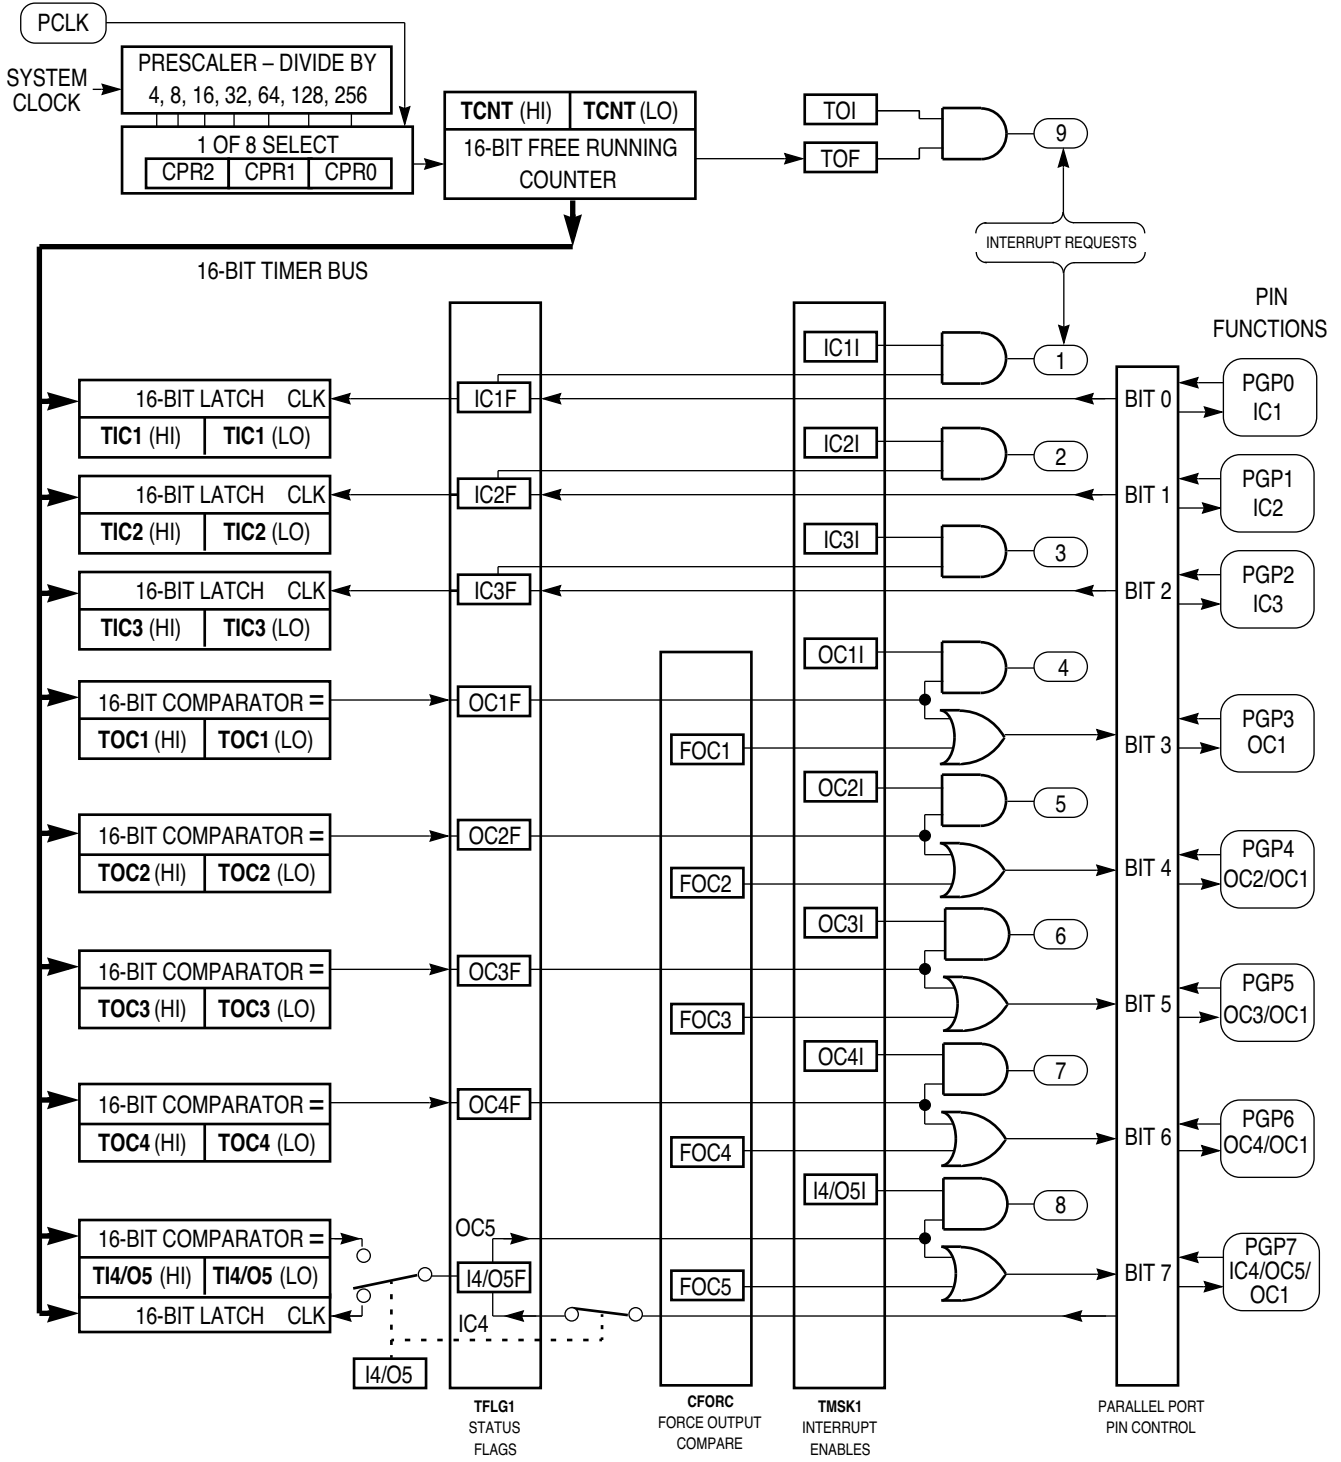 PCLK
SYSTEM
CLOCK
PRESCALER – DIVIDE BY
4, 8, 16, 32, 64, 128, 256
1 OF 8 SELECT
CPR2 CPR1 CPR0
TCNT (HI) TCNT (LO)
16-BIT FREE RUNNING
COUNTER
TOI
TOF
9
INTERRUPT REQUESTS
16-BIT TIMER BUS
PIN
FUNCTIONS
IC1I
1
16-BIT LATCH CLK
TIC1 (HI) TIC1 (LO)
IC1F
BIT 0
PGP0
IC1
IC2I
2
16-BIT LATCH CLK
TIC2 (HI) TIC2 (LO)
IC2F
BIT 1
PGP1
IC2
IC3I
3
16-BIT LATCH CLK
TIC3 (HI) TIC3 (LO)
IC3F
BIT 2
PGP2
IC3
OC1I
4
16-BIT COMPARATOR =
TOC1 (HI) TOC1 (LO)
OC1F
FOC1
BIT 3
PGP3
OC1
OC2I
5
16-BIT COMPARATOR =
TOC2 (HI) TOC2 (LO)
OC2F
FOC2
BIT 4
PGP4
OC2/OC1
OC3I
6
16-BIT COMPARATOR =
TOC3 (HI) TOC3 (LO)
OC3F
FOC3
BIT 5
PGP5
OC3/OC1
OC4I
7
16-BIT COMPARATOR =
TOC4 (HI) TOC4 (LO)
OC4F
FOC4
BIT 6
PGP6
OC4/OC1
I4/O5I
8
16-BIT COMPARATOR =
TI4/O5 (HI) TI4/O5 (LO)
16-BIT LATCH CLK
OC5
I4/O5F
IC4
FOC5
BIT 7
PGP7
IC4/OC5/
OC1
I4/O5
TFLG1
STATUS
FLAGS
CFORC
FORCE OUTPUT
COMPARE
TMSK1
INTERRUPT
ENABLES
PARALLEL PORT
PIN CONTROL